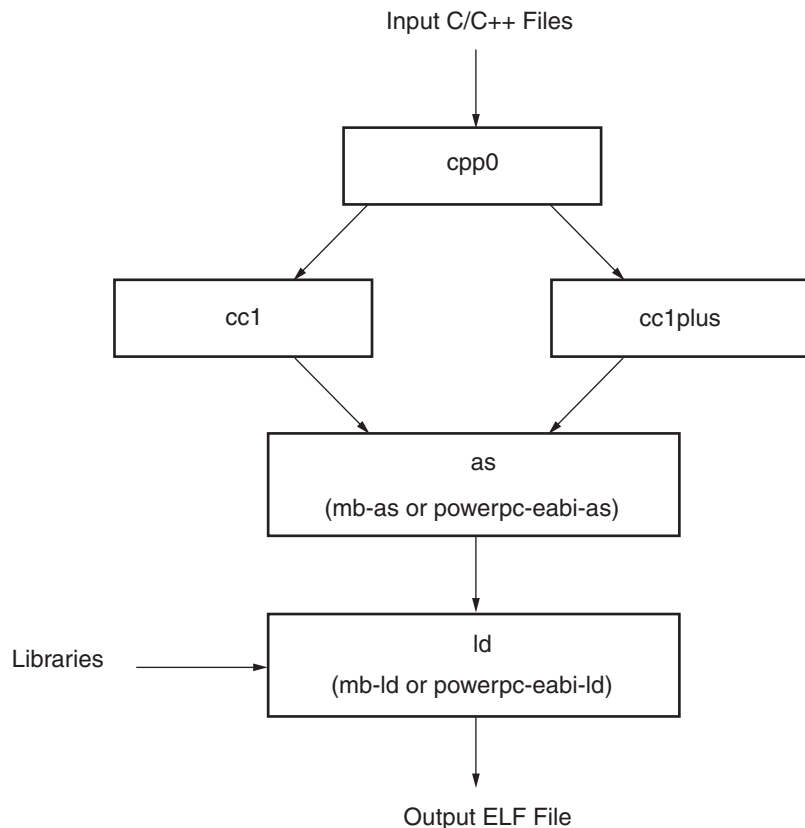 Input C/C++ Files
cpp0
cc1
cc1plus
as
(mb-as or powerpc-eabi-as)
Libraries
ld
(mb-ld or powerpc-eabi-ld)
Output ELF File